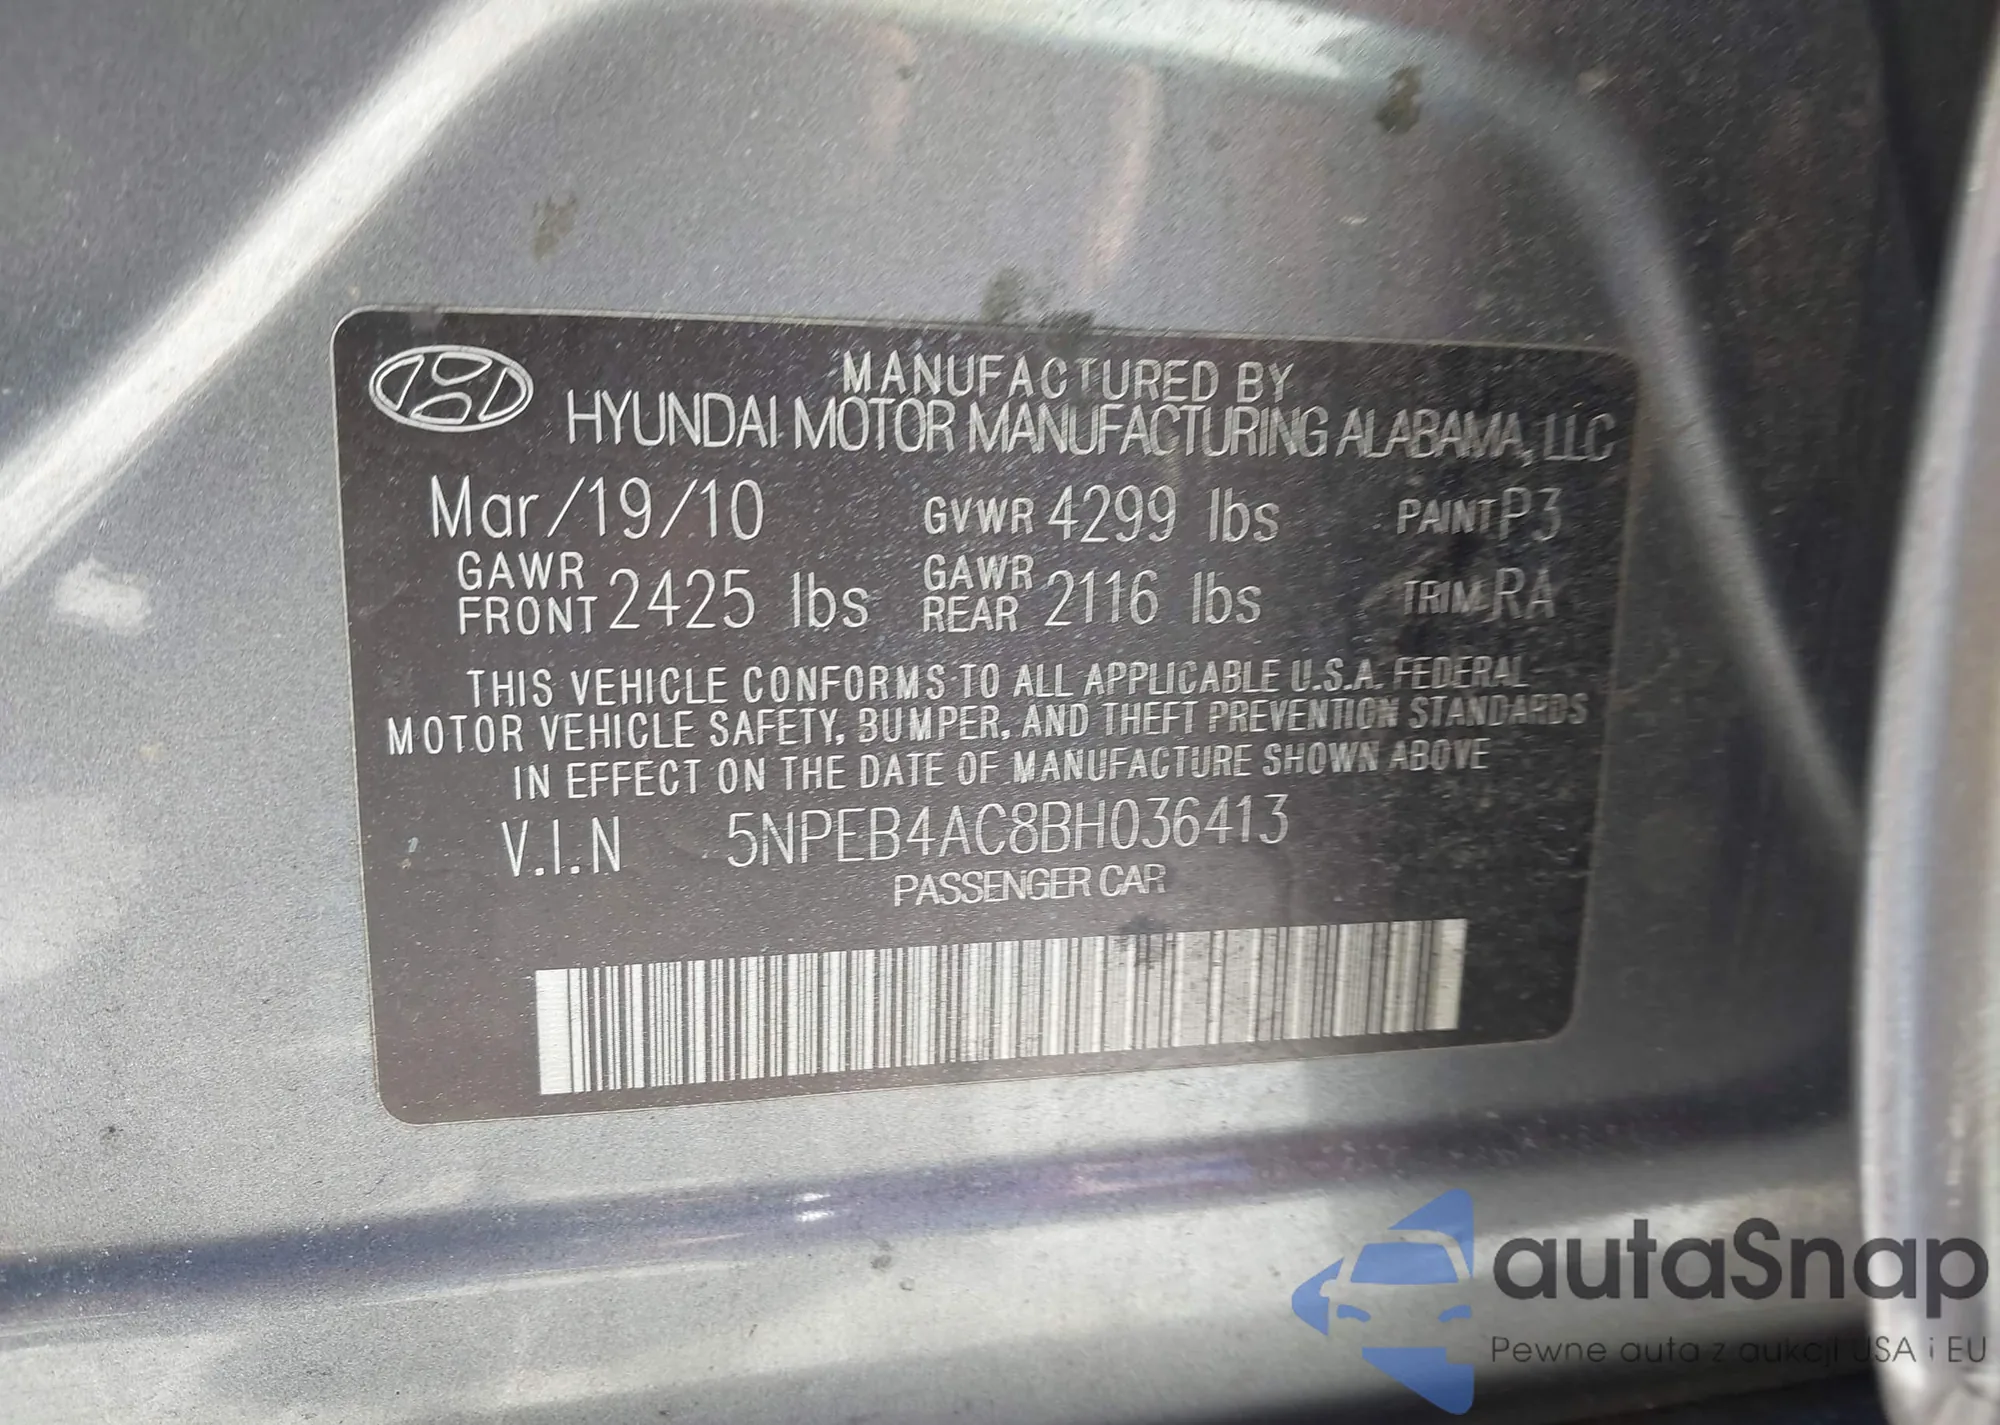 MANUFACTURED BY
HYUNDAI MOTOR MANUFACTURING ALABAMA, LLC
Mar/19/10 GVWR 4299 lbs PAINT P3
GAWR FRONT 2425 lbs GAWR REAR 2116 lbs TRIM RA
THIS VEHICLE CONFORMS TO ALL APPLICABLE U.S.A. FEDERAL
MOTOR VEHICLE SAFETY, BUMPER, AND THEFT PREVENTION STANDARDS
IN EFFECT ON THE DATE OF MANUFACTURE SHOWN ABOVE
V.I.N 5NPEB4AC8BH036413
PASSENGER CAR
autaSnap
Pewne auta z aukcji USA i EU